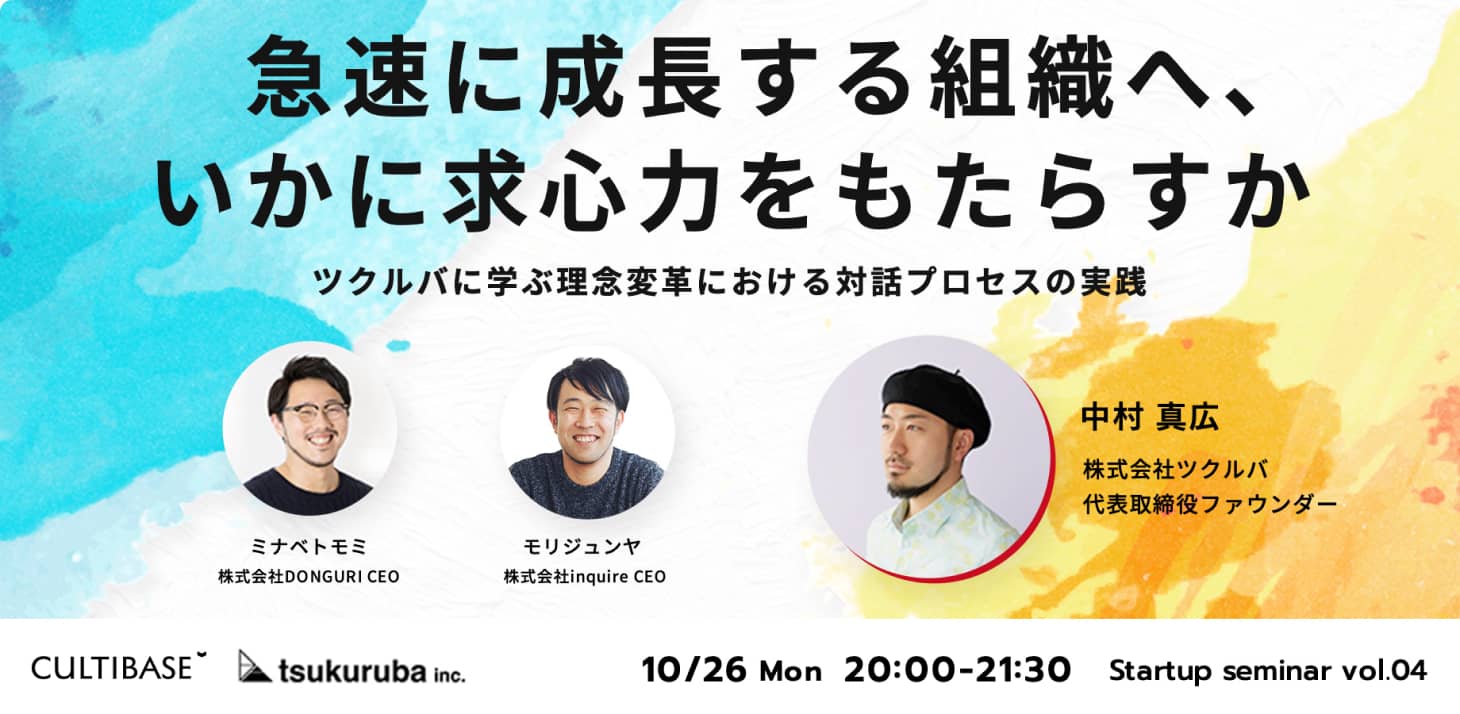 急速に成長する組織へ、
いかに求心力をもたらすか
ツクルバに学ぶ理念変革における対話プロセスの実践
ミナベトモミ
株式会社DONGURI CEO
モリジュンヤ
株式会社inquire CEO
中村 真広
株式会社ツクルバ
代表取締役ファウンダー
CULTIBASE
tsukuruba inc.
10/26 Mon 20:00-21:30
Startup seminar vol.04